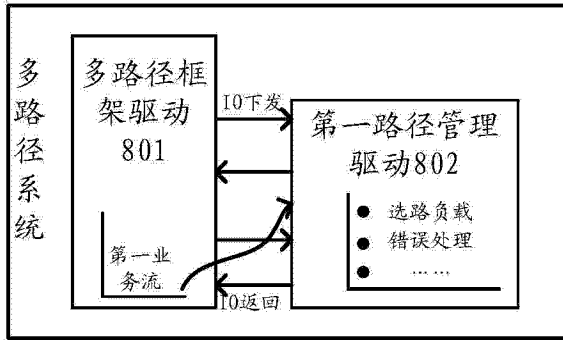 多路径系统
多路径框
架驱动
801
IO下发
第一路径管理
驱动802
选路负载
错误处理
……
第一业
务流
IO返回